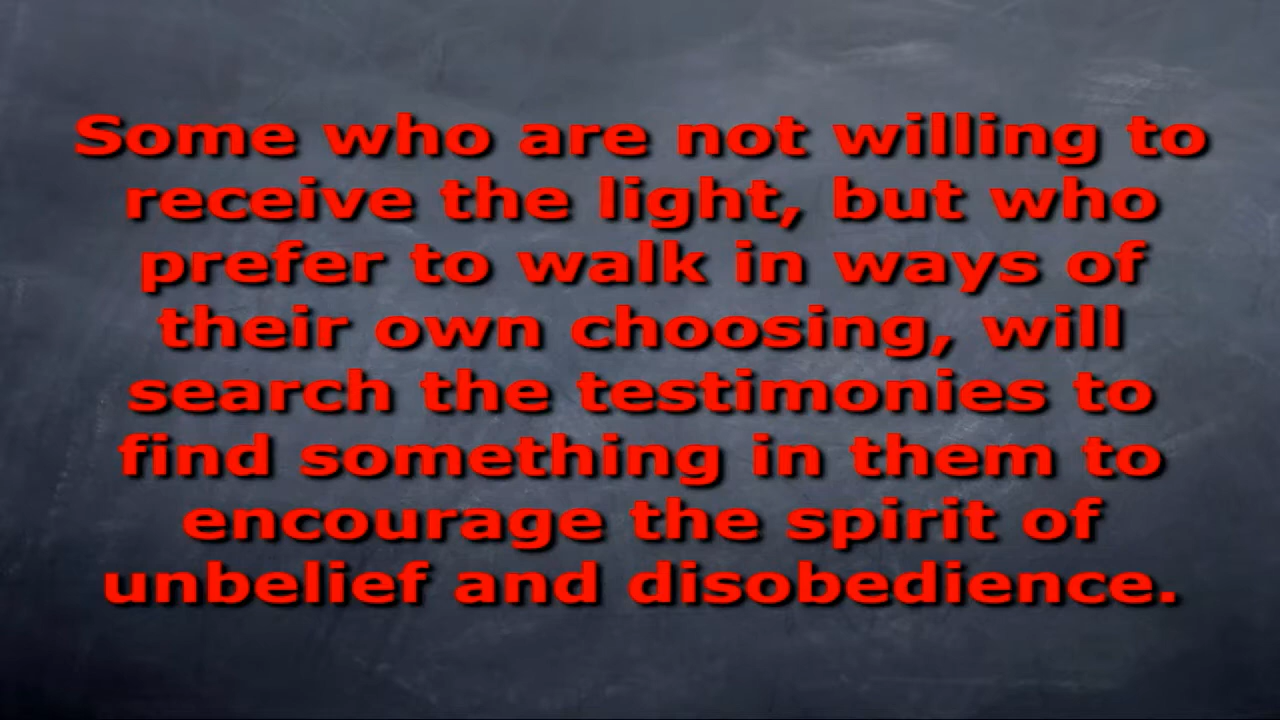 Some who are not willing to
receive the light, but who
prefer to walk in ways of
their own choosing, will
search the testimonies to
find something in them to
encourage the spirit of
unbelief and disobedience.